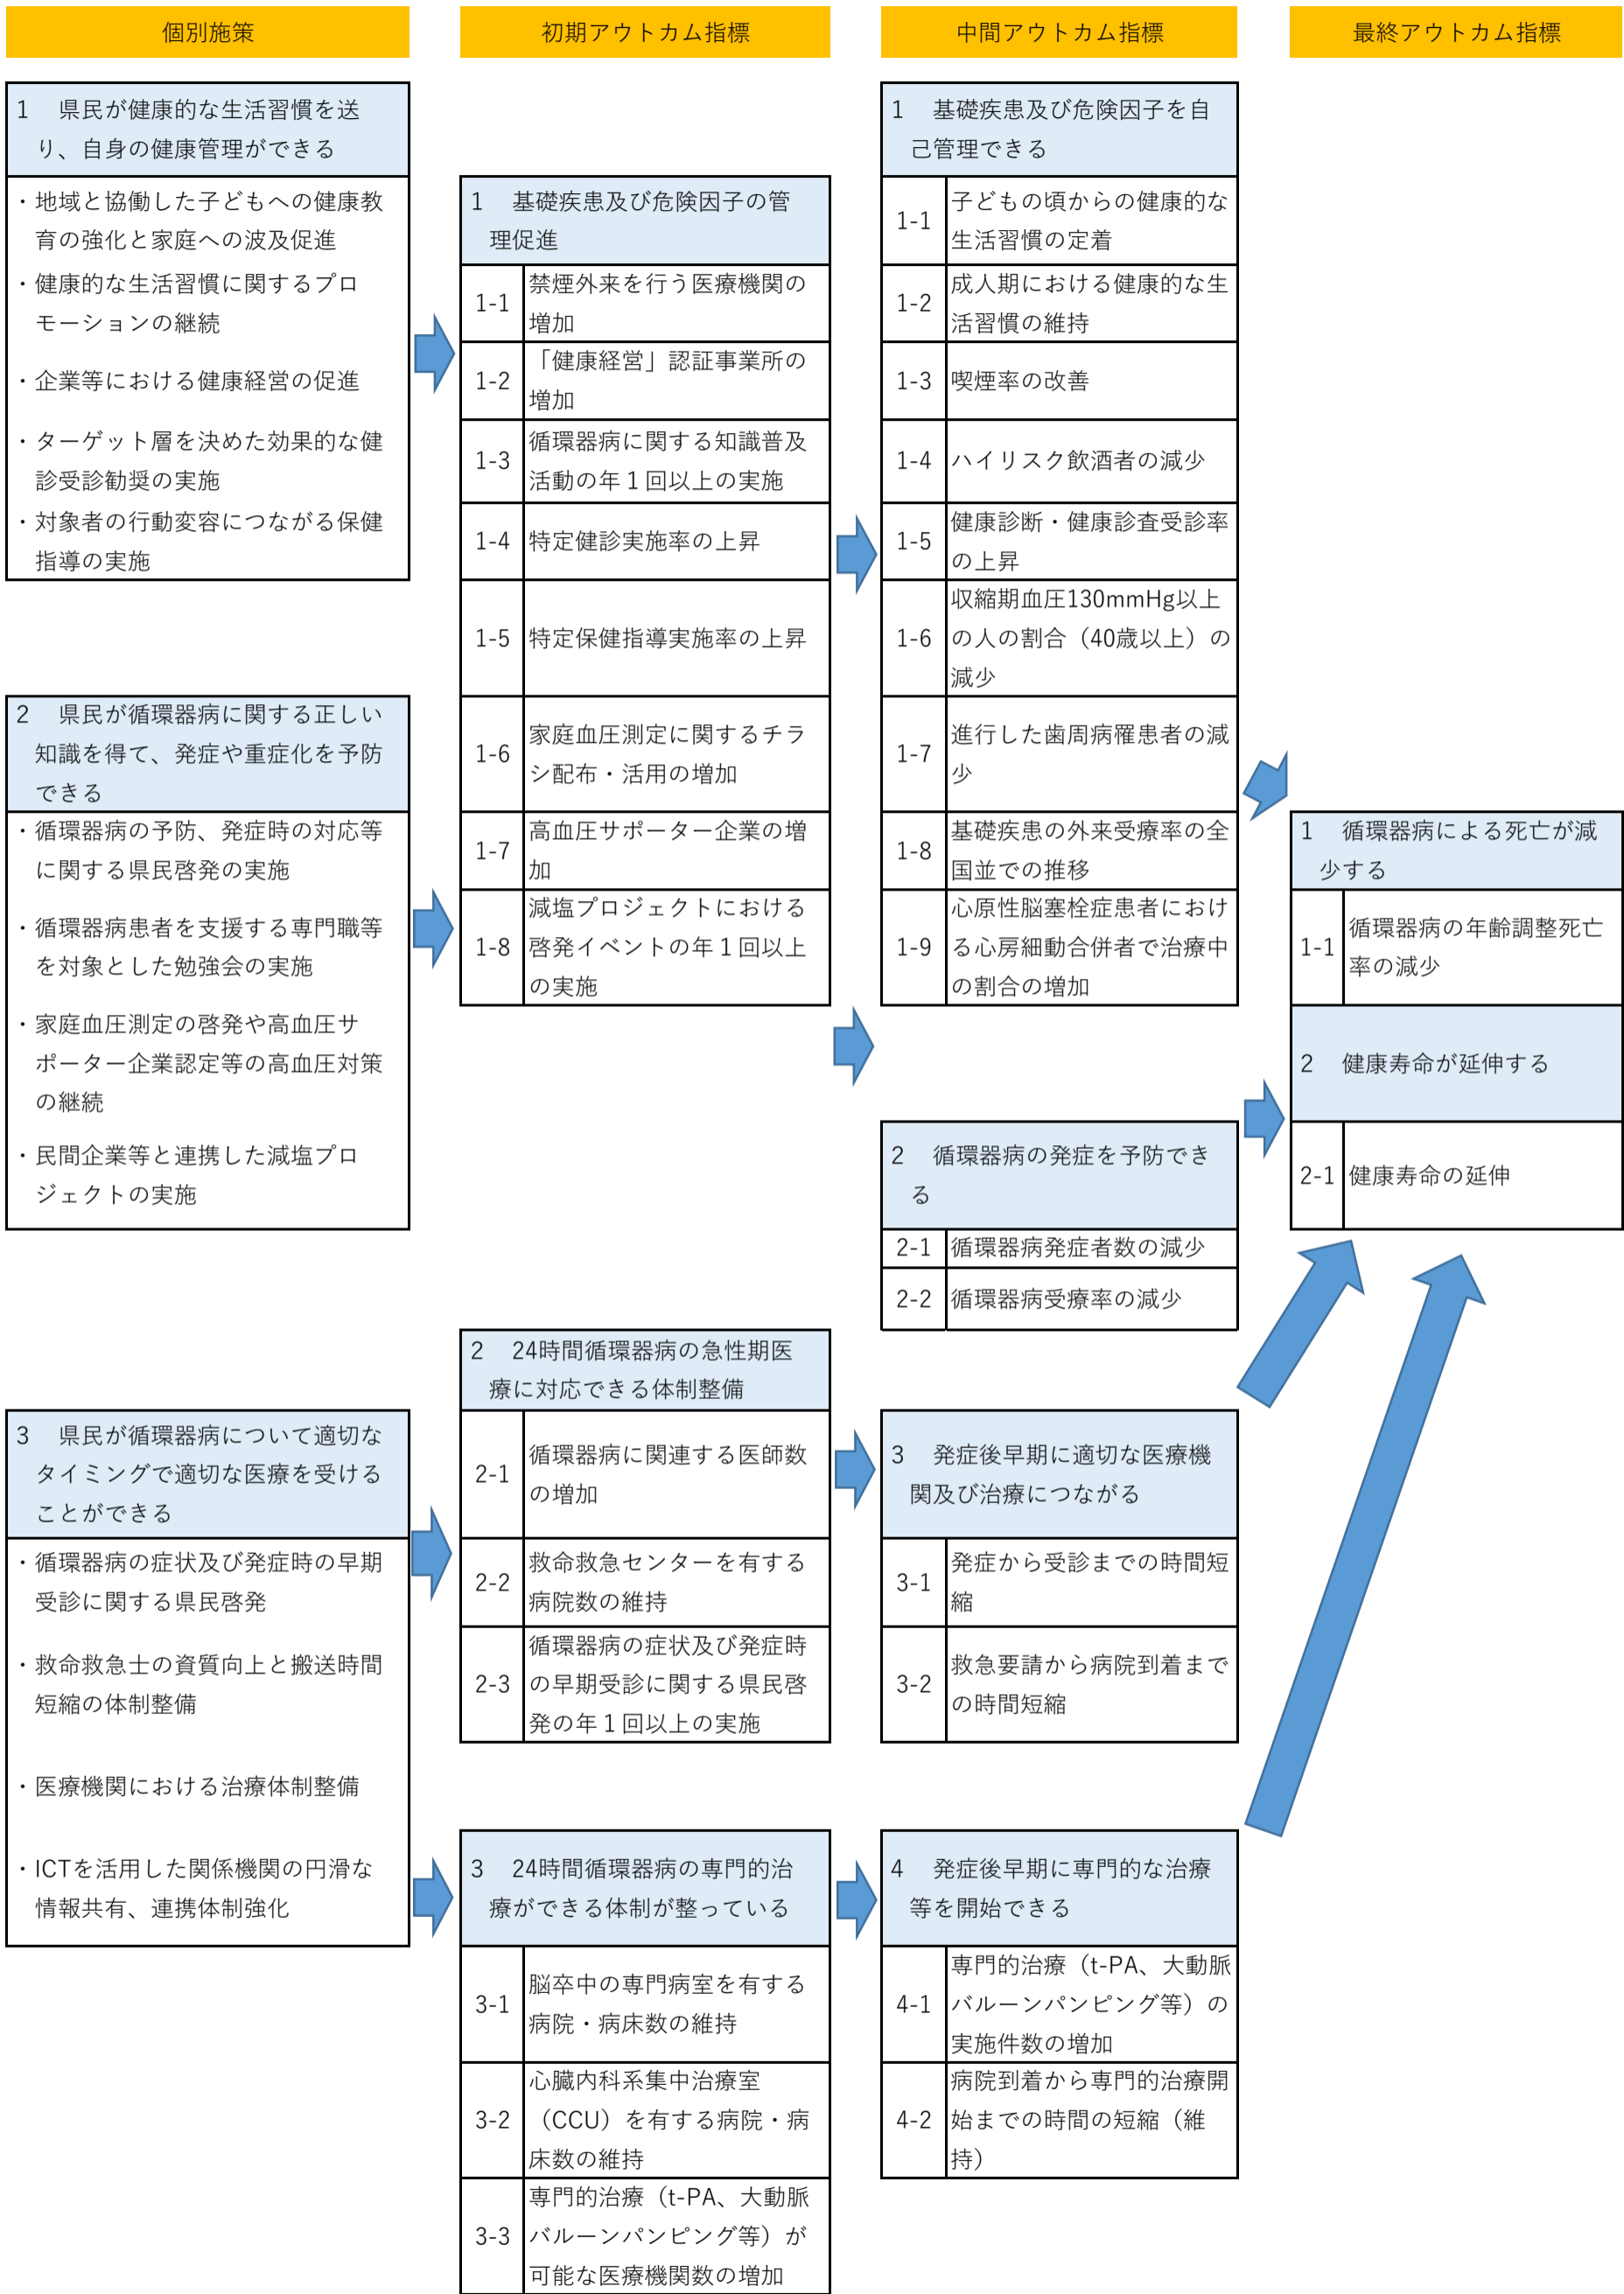 個別施策
初期アウトカム指標
中間アウトカム指標
最終アウトカム指標
1 県民が健康的な生活習慣を送
り、自身の健康管理ができる
・地域と協働した子どもへの健康教
育の強化と家庭への波及促進
・健康的な生活習慣に関するプロ
モーションの継続
・企業等における健康経営の促進
・ターゲット層を決めた効果的な健
診受診勧奨の実施
・対象者の行動変容につながる保健
指導の実施
2 県民が循環器病に関する正しい
知識を得て、発症や重症化を予防
できる
・循環器病の予防、発症時の対応等
に関する県民啓発の実施
・循環器病患者を支援する専門職等
を対象とした勉強会の実施
・家庭血圧測定の啓発や高血圧サ
ポーター企業認定等の高血圧対策
の継続
・民間企業等と連携した減塩プロ
ジェクトの実施
3 県民が循環器病について適切な
タイミングで適切な医療を受ける
ことができる
・循環器病の症状及び発症時の早期
受診に関する県民啓発
・救命救急士の資質向上と搬送時間
短縮の体制整備
・医療機関における治療体制整備
・ICTを活用した関係機関の円滑な
情報共有、連携体制強化
1 基礎疾患及び危険因子の管
理促進
1-1 禁煙外来を行う医療機関の
増加
1-2 「健康経営」認証事業所の
増加
1-3 循環器病に関する知識普及
活動の年１回以上の実施
1-4 特定健診実施率の上昇
1-5 特定保健指導実施率の上昇
1-6 家庭血圧測定に関するチラ
シ配布・活用の増加
1-7 高血圧サポーター企業の増
加
1-8 減塩プロジェクトにおける
啓発イベントの年１回以上
の実施
2 24時間循環器病の急性期医
療に対応できる体制整備
2-1 循環器病に関連する医師数
の増加
2-2 救命救急センターを有する
病院数の維持
2-3 循環器病の症状及び発症時
の早期受診に関する県民啓
発の年１回以上の実施
3 24時間循環器病の専門的治
療ができる体制が整っている
3-1 脳卒中の専門病室を有する
病院・病床数の維持
3-2 心臓内科系集中治療室
（CCU）を有する病院・病
床数の維持
3-3 専門的治療（t-PA、大動脈
バルーンパンピング等）が
可能な医療機関数の増加
1 基礎疾患及び危険因子を自
己管理できる
1-1 子どもの頃からの健康的な
生活習慣の定着
1-2 成人期における健康的な生
活習慣の維持
1-3 喫煙率の改善
1-4 ハイリスク飲酒者の減少
1-5 健康診断・健康診査受診率
の上昇
1-6 収縮期血圧130mmHg以上
の人の割合（40歳以上）の
減少
1-7 進行した歯周病罹患者の減
少
1-8 基礎疾患の外来受療率の全
国並での推移
1-9 心原性脳塞栓症患者におけ
る心房細動合併者で治療中
の割合の増加
2 循環器病の発症を予防でき
る
2-1 循環器病発症者数の減少
2-2 循環器病受療率の減少
3 発症後早期に適切な医療機
関及び治療につながる
3-1 発症から受診までの時間短
縮
3-2 救急要請から病院到着まで
の時間短縮
4 発症後早期に専門的な治療
等を開始できる
4-1 専門的治療（t-PA、大動脈
バルーンパンピング等）の
実施件数の増加
4-2 病院到着から専門的治療開
始までの時間の短縮（維
持）
1 循環器病による死亡が減
少する
1-1 循環器病の年齢調整死亡
率の減少
2 健康寿命が延伸する
2-1 健康寿命の延伸